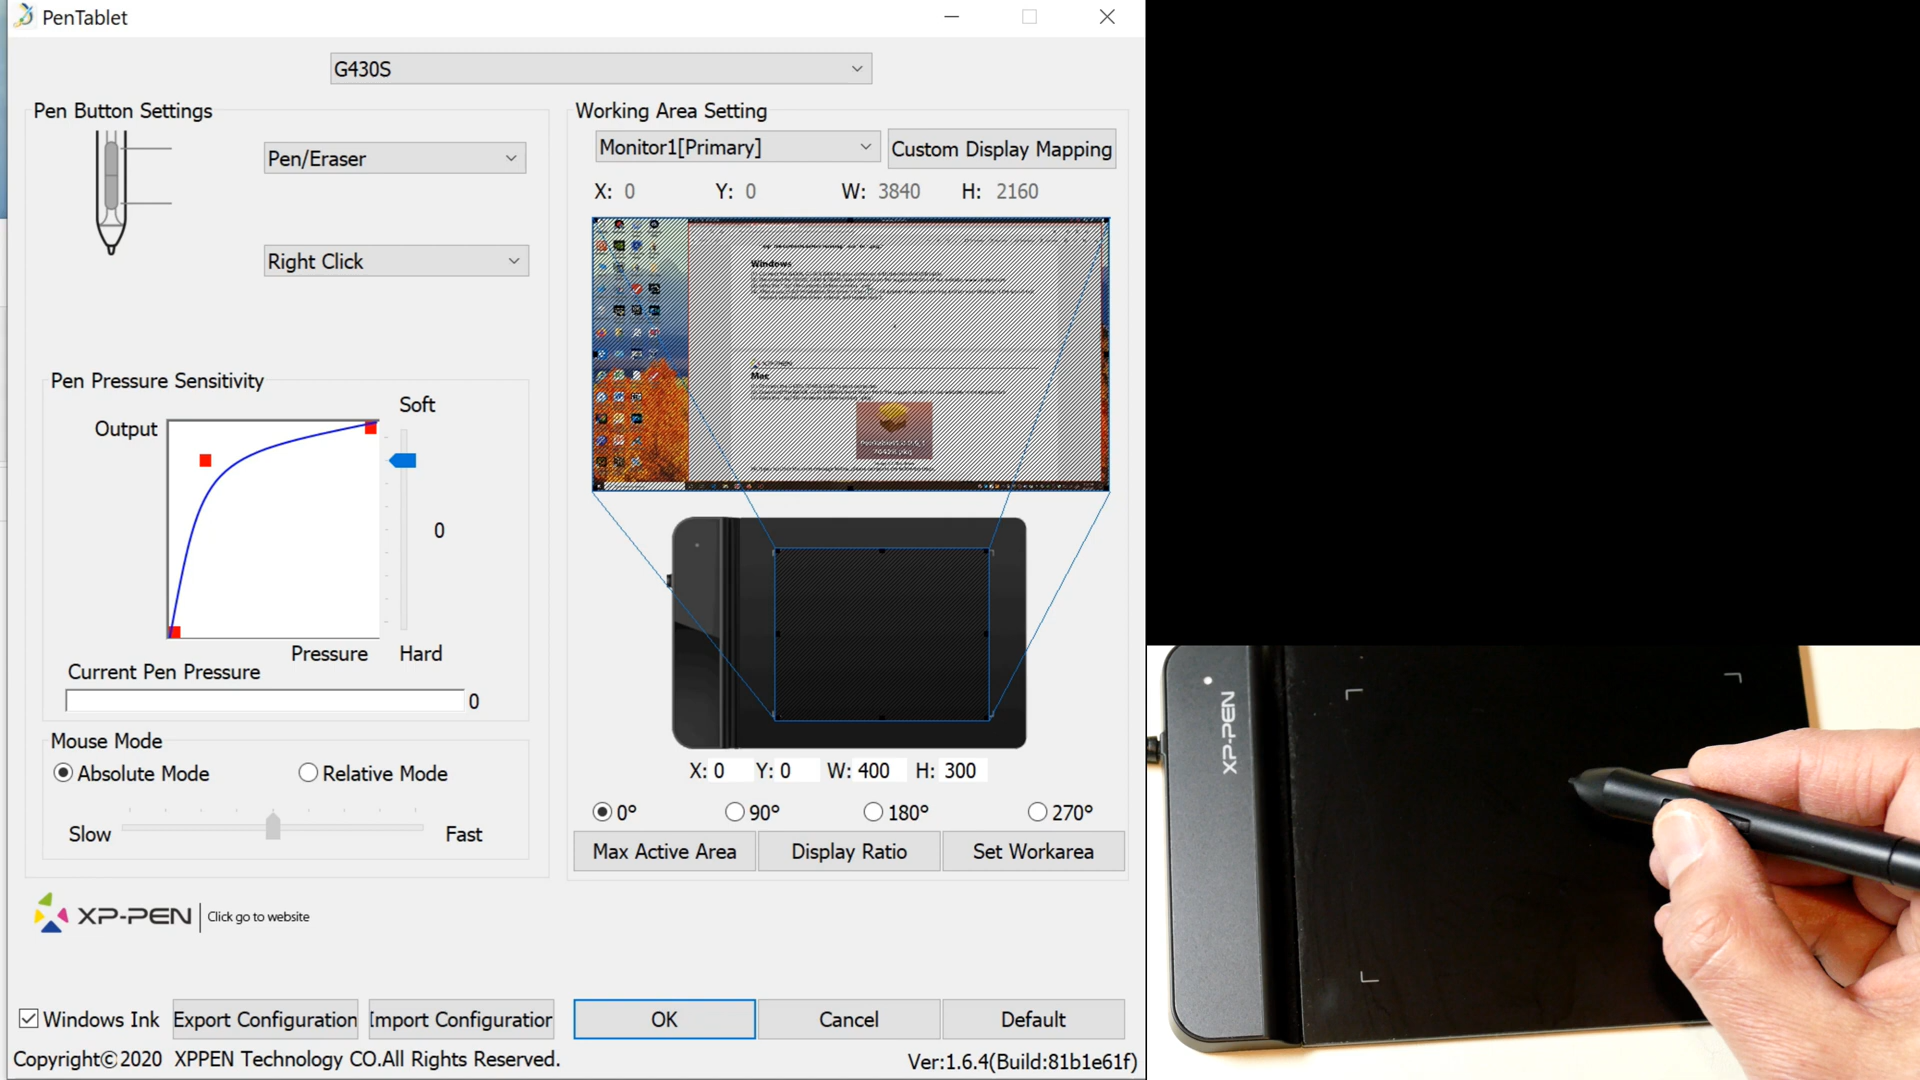 PenTablet
G430S
Pen Button Settings
Pen/Eraser
Right Click
Pen Pressure Sensitivity
Output
Soft
0
Hard
Pressure
Current Pen Pressure
0
Mouse Mode
Absolute Mode
Relative Mode
Slow
Fast
XP-PEN
Click go to website
Working Area Setting
Monitor1[Primary]
Custom Display Mapping
X: 0 Y: 0 W: 3840 H: 2160
Windows
Mac
X: 0 Y: 0 W: 400 H: 300
0° 90° 180° 270°
Max Active Area
Display Ratio
Set Workarea
Windows Ink
Export Configuration
Import Configuration
OK
Cancel
Default
Copyright©2020 XPPEN Technology CO.All Rights Reserved.
Ver:1.6.4(Build:81b1e61f)
XP-PEN